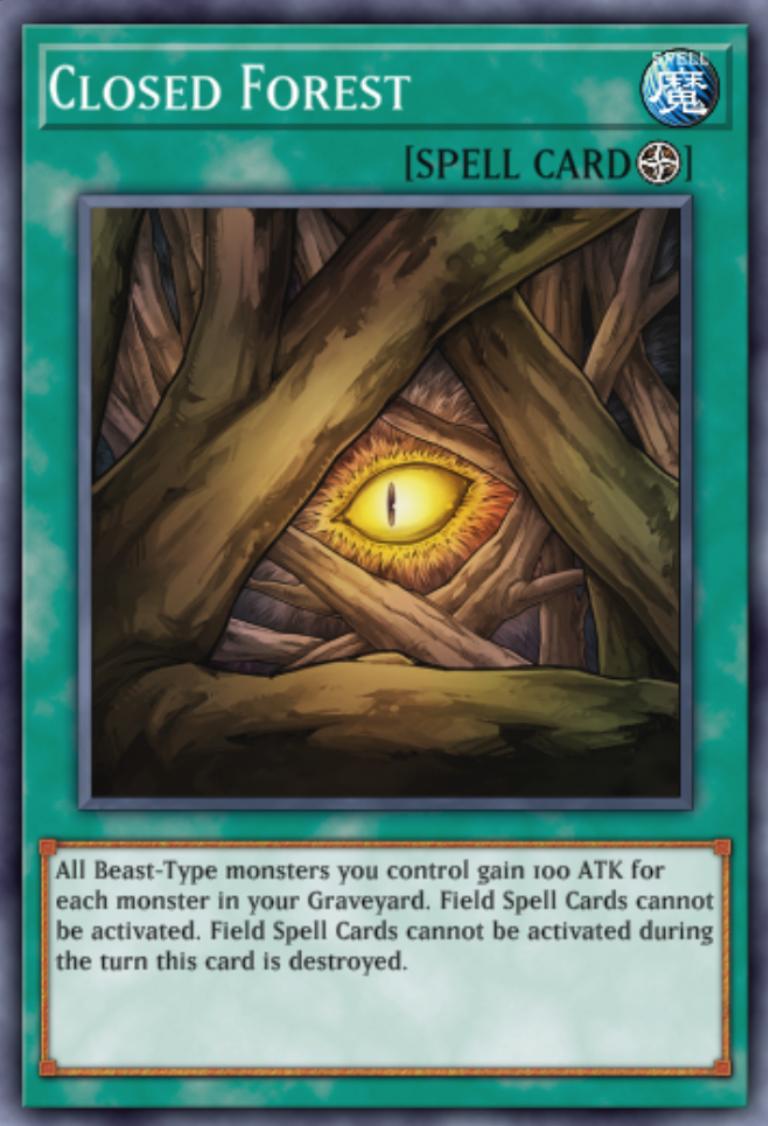 CLOSED FOREST
SPELL
魔
[SPELL CARD]
All Beast-Type monsters you control gain 100 ATK for
each monster in your Graveyard. Field Spell Cards cannot
be activated. Field Spell Cards cannot be activated during
the turn this card is destroyed.